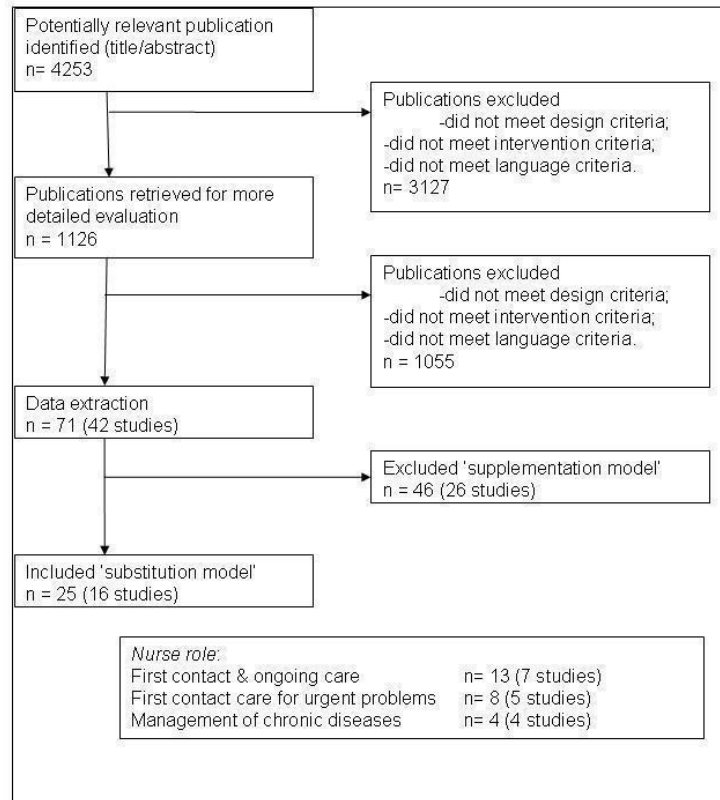 Potentially relevant publication
identified (title/abstract)
n= 4253
Publications excluded
-did not meet design criteria;
-did not meet intervention criteria;
-did not meet language criteria.
n= 3127
Publications retrieved for more
detailed evaluation
n = 1126
Publications excluded
-did not meet design criteria;
-did not meet intervention criteria;
-did not meet language criteria.
n = 1055
Data extraction
n = 71 (42 studies)
Excluded 'supplementation model'
n = 46 (26 studies)
Included 'substitution model'
n = 25 (16 studies)
Nurse role:
First contact & ongoing care n= 13 (7 studies)
First contact care for urgent problems n= 8 (5 studies)
Management of chronic diseases n= 4 (4 studies)